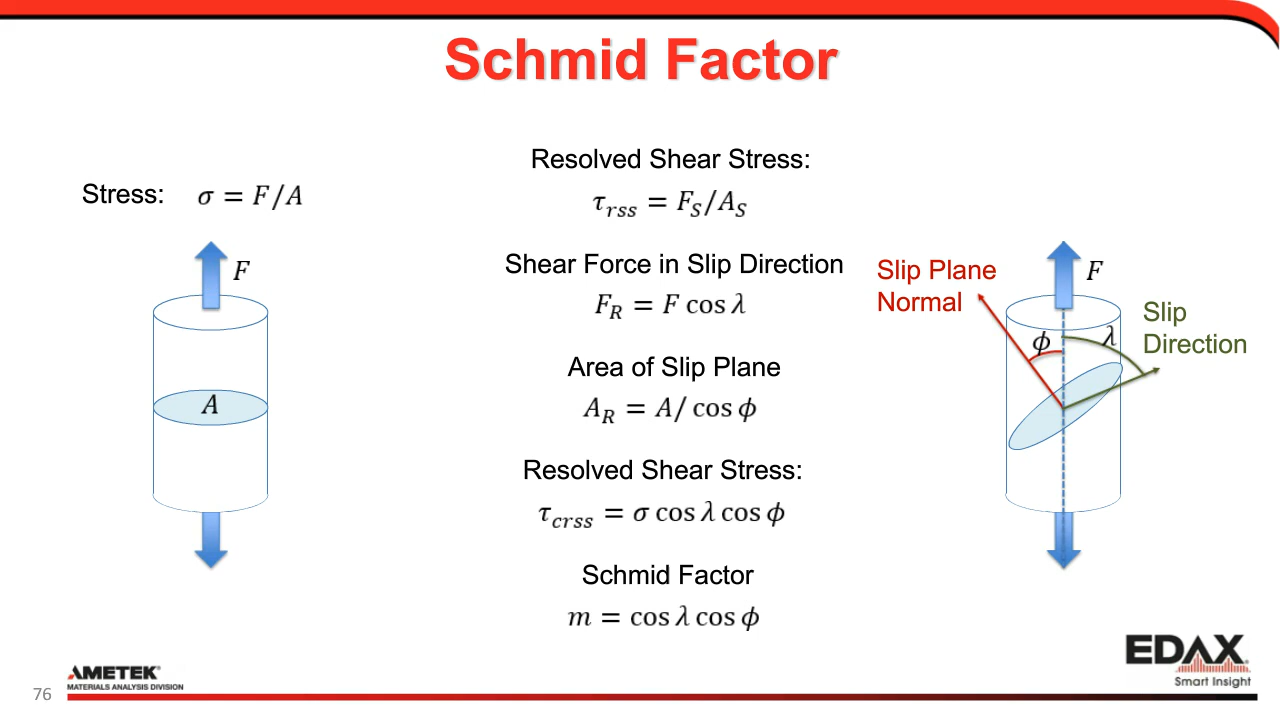 Schmid Factor
Stress: σ = F/A
F
A
Resolved Shear Stress:
τ_rss = F_S/A_S
Shear Force in Slip Direction
F_R = F cos λ
Area of Slip Plane
A_R = A/ cos ϕ
Resolved Shear Stress:
τ_crss = σ cos λ cos ϕ
Schmid Factor
m = cos λ cos ϕ
Slip Plane
Normal
F
ϕ
λ
Slip
Direction
76
AMETEK®
MATERIALS ANALYSIS DIVISION
EDAX®
Smart Insight